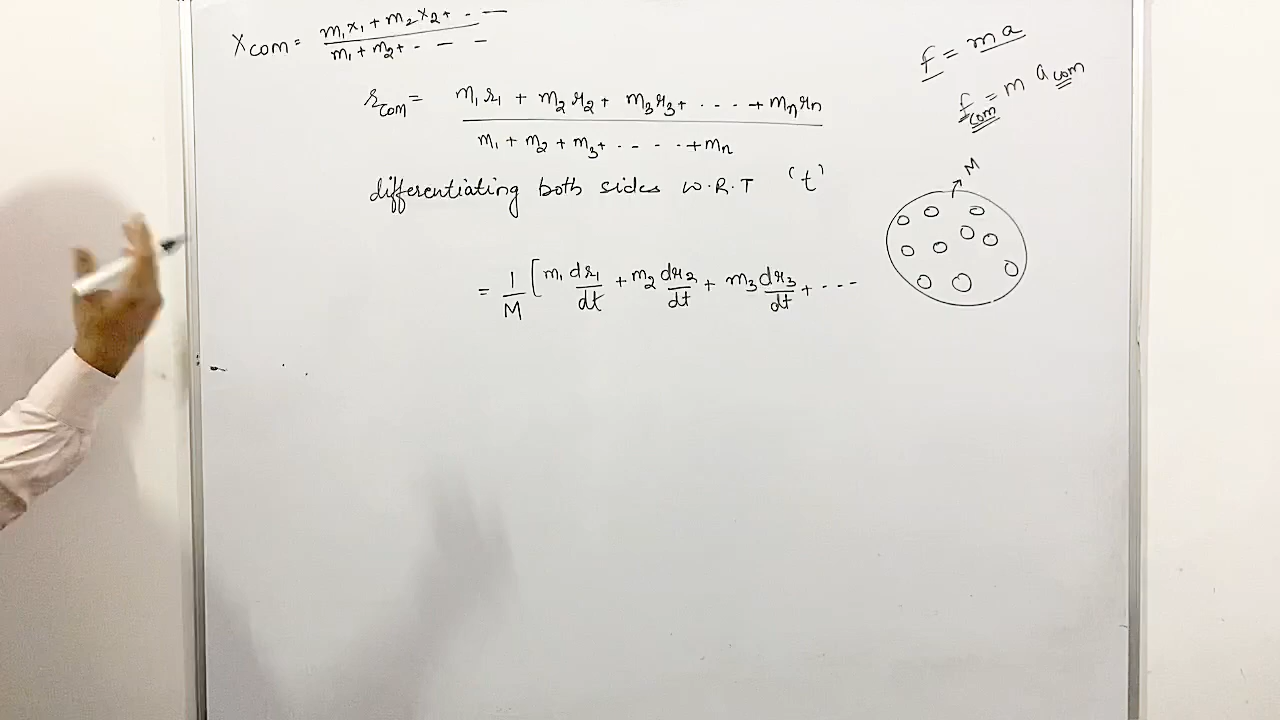 xcom = m₁x₁ + m₂x₂ + . — — / m₁ + m₂ + - — —
rcom = m₁r₁ + m₂r₂ + m₃r₃ + . - - . + mₙrₙ / m₁ + m₂ + m₃ + - . . . + mₙ
differentiating both sides W.R.T 't'
= 1/M [m₁ dr₁/dt + m₂ dr₂/dt + m₃ dr₃/dt + - - -
f = ma
fcom = m acom
M